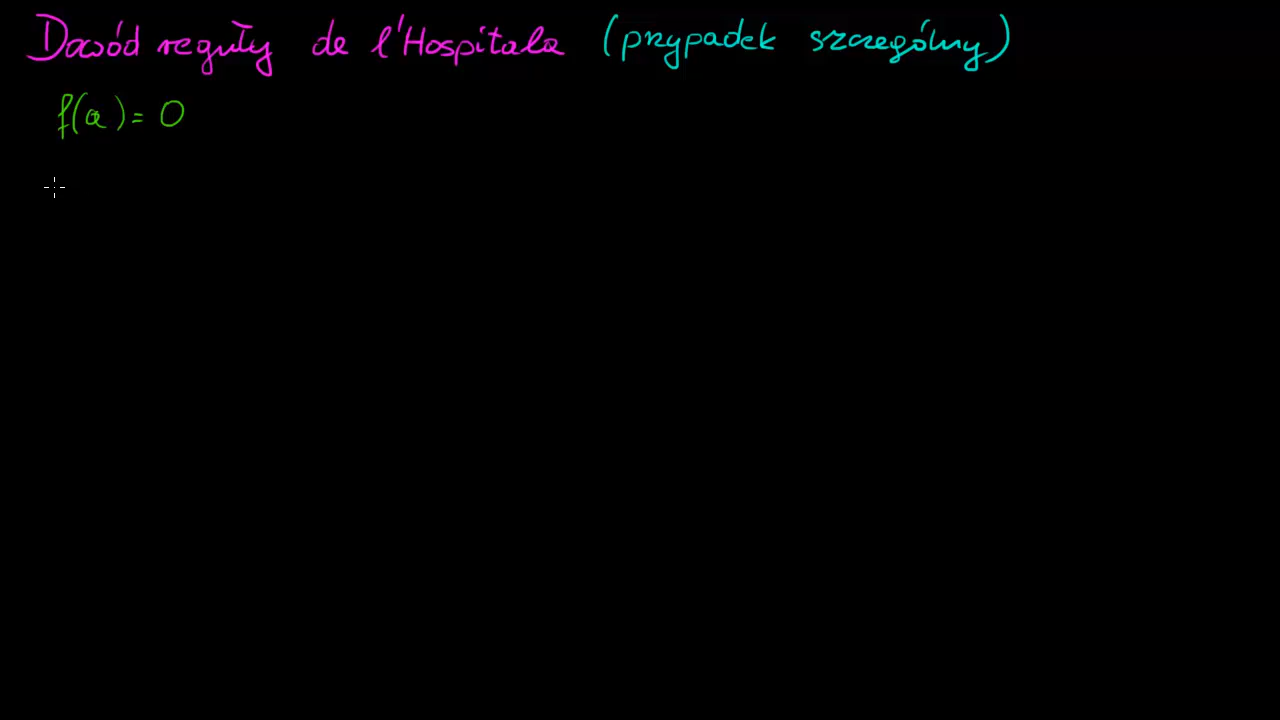 Dowód reguły de l'Hospitala (przypadek szczególny)
f(a) = 0